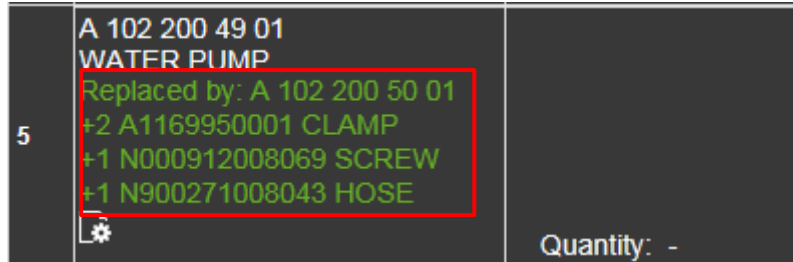 A 102 200 49 01
WATER PUMP
Replaced by: A 102 200 50 01
+2 A1169950001 CLAMP
5
+1 N000912008069 SCREW
+1 N900271008043 HOSE
Quantity: -